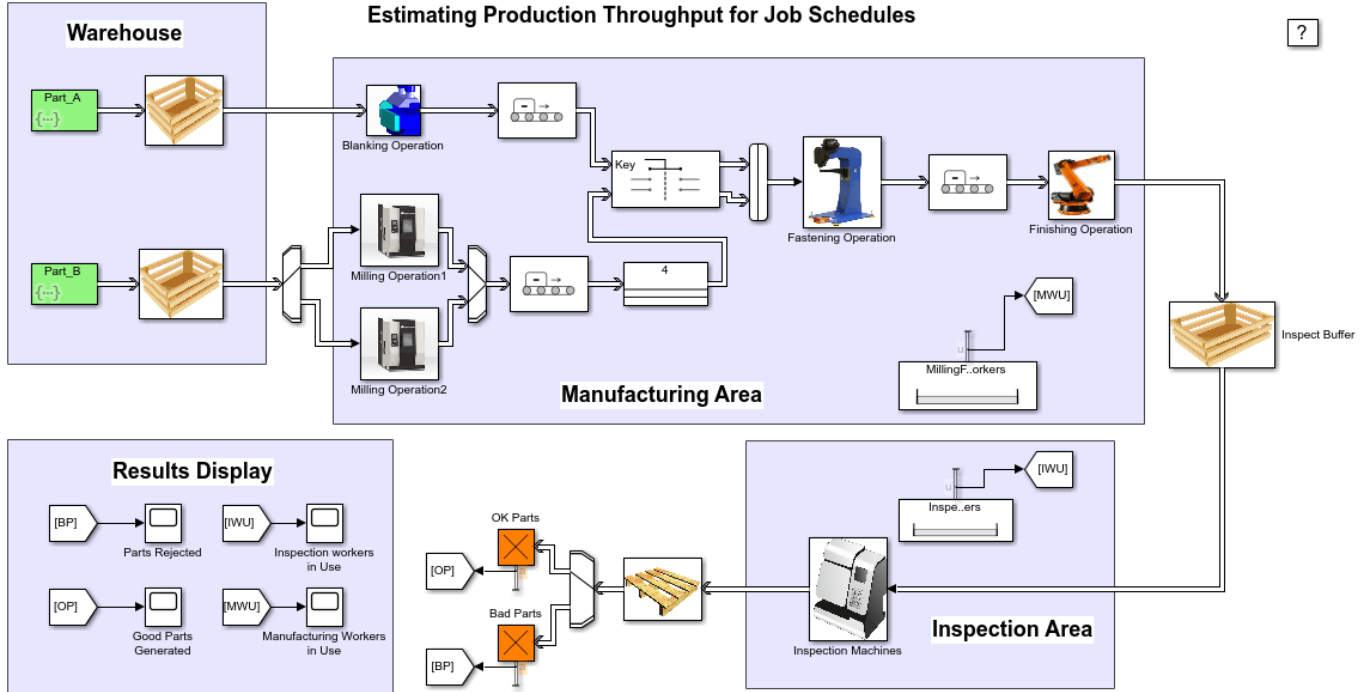 Estimating Production Throughput for Job Schedules
?
Warehouse
Part_A
{...}
Blanking Operation
Key
Fastening Operation
Finishing Operation
Part_B
{...}
Milling Operation1
4
Milling Operation2
[MWU]
u
MillingF..orkers
Manufacturing Area
Inspect Buffer
Results Display
[BP]
Parts Rejected
[IWU]
Inspection workers
in Use
[OP]
Good Parts
Generated
[MWU]
Manufacturing Workers
in Use
OK Parts
[OP]
Bad Parts
[BP]
[IWU]
u
Inspe..ers
Inspection Machines
Inspection Area